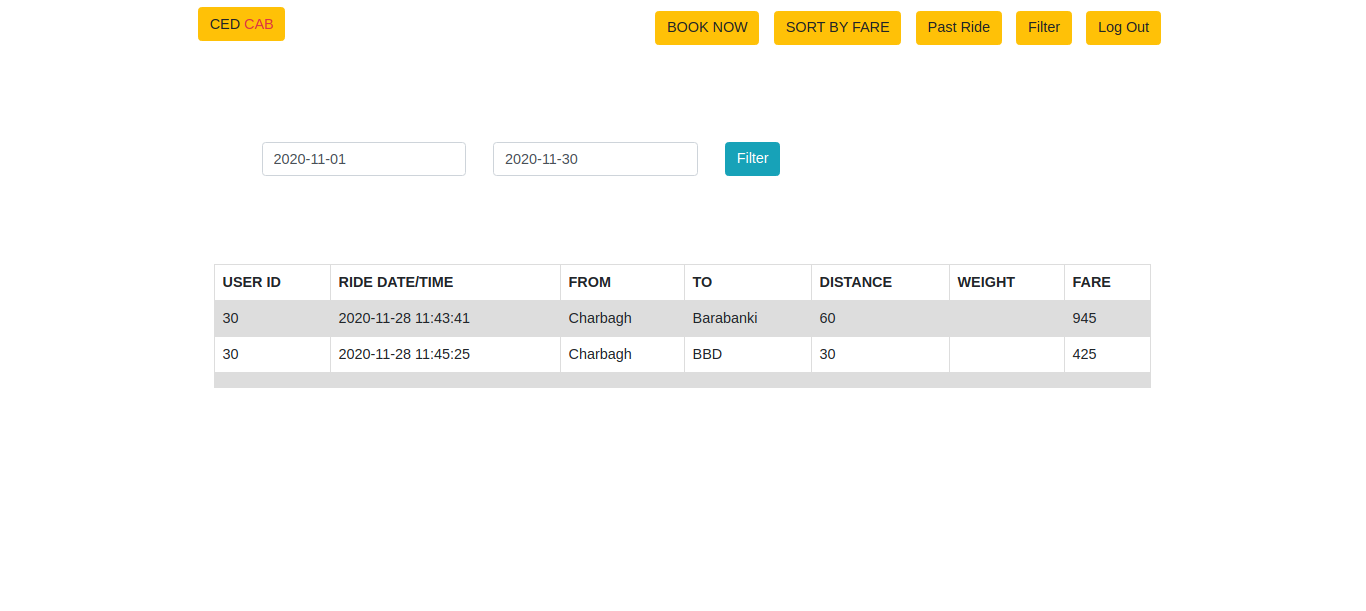 CED CAB BOOK NOW SORT BY FARE Past Ride Filter Log Out
2020-11-01 2020-11-30 Filter
USER ID RIDE DATE/TIME FROM TO DISTANCE WEIGHT FARE
30 2020-11-28 11:43:41 Charbagh Barabanki 60 945
30 2020-11-28 11:45:25 Charbagh BBD 30 425